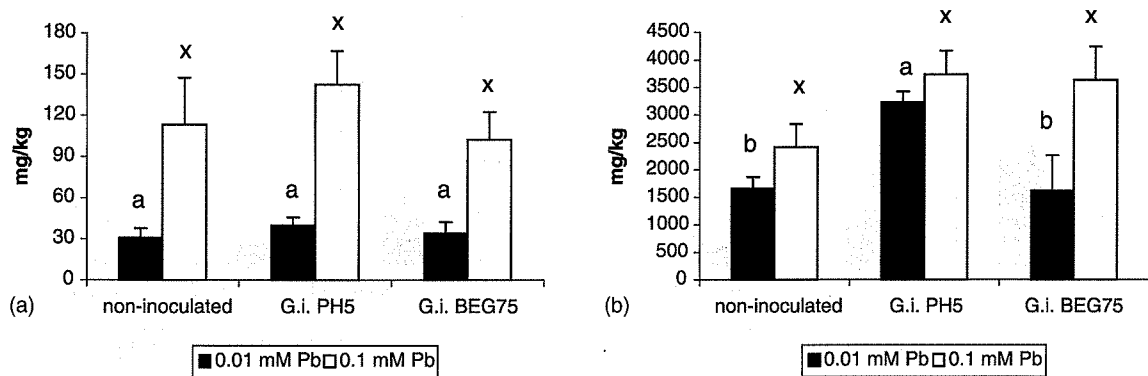 180
150
120
90
60
30
0
mg/kg
x
x
x
a
a
a
(a)
non-inoculated G.i. PH5 G.i. BEG75
0.01 mM Pb 0.1 mM Pb
4500
4000
3500
3000
2500
2000
1500
1000
500
0
mg/kg
x
x
x
a
b
b
(b)
non-inoculated G.i. PH5 G.i. BEG75
0.01 mM Pb 0.1 mM Pb